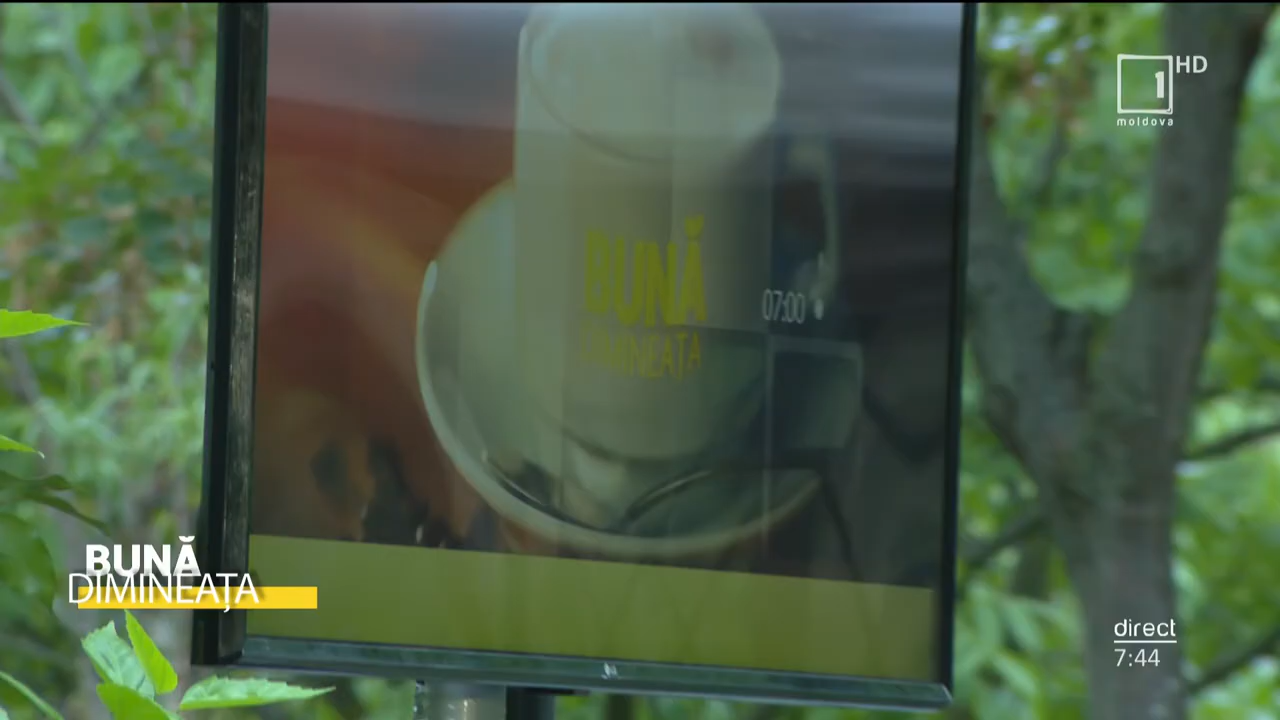 1 HD
moldova
BUNĂ
DIMINEAȚA
07:00
BUNĂ
DIMINEAȚA
direct
7:44